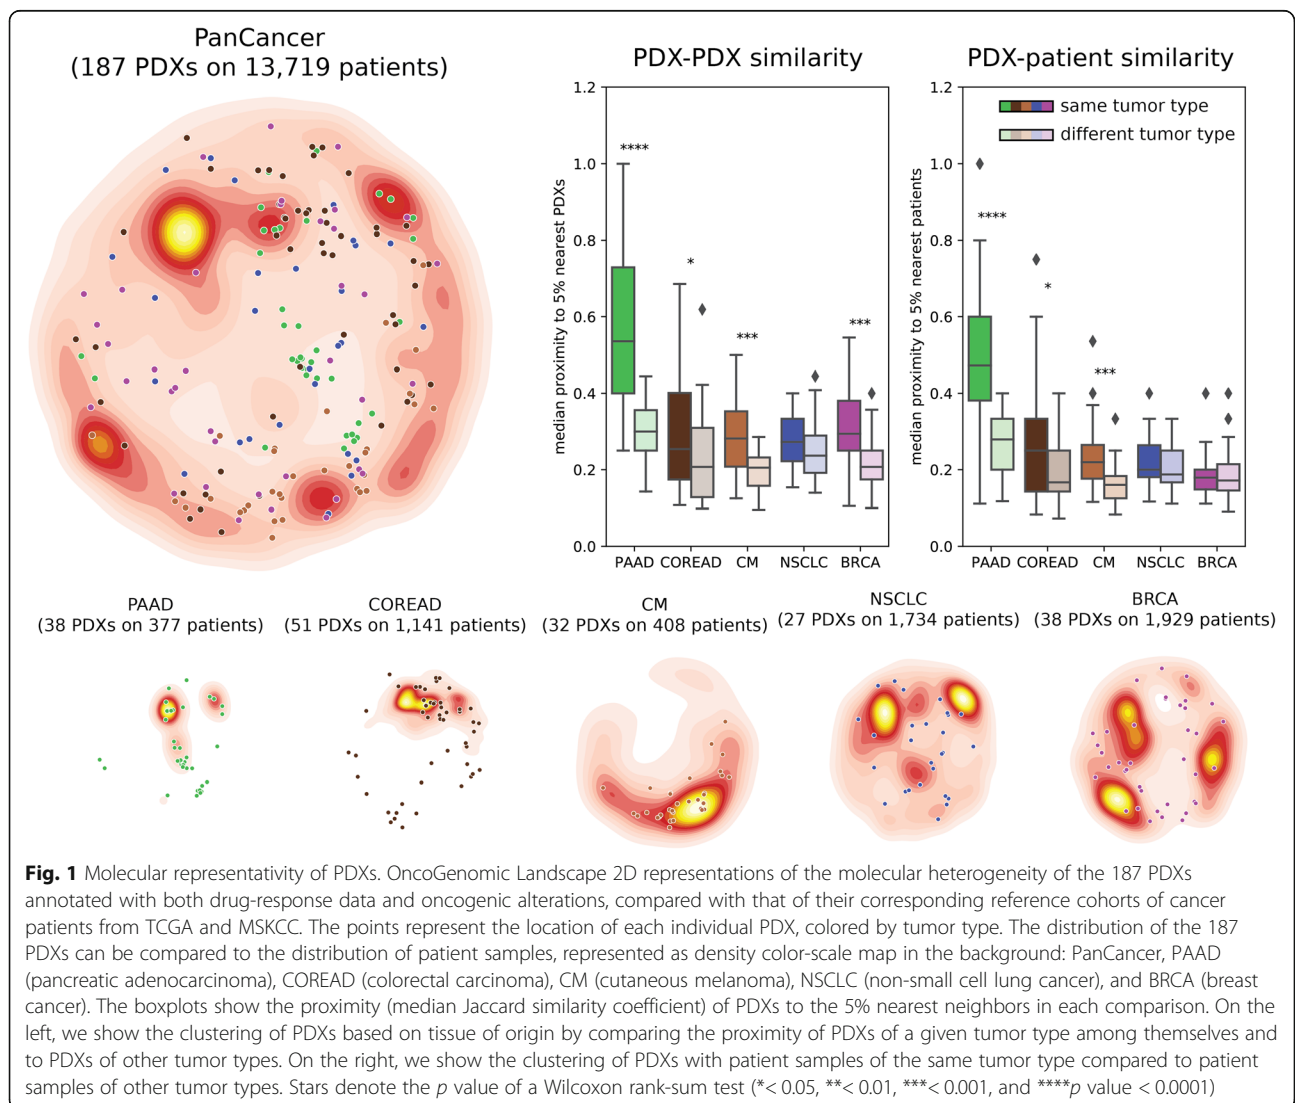 PanCancer
(187 PDXs on 13,719 patients)
PDX-PDX similarity
median proximity to 5% nearest PDXs
1.2
1.0
0.8
0.6
0.4
0.2
0.0
****
*
***
***
PAAD COREAD CM NSCLC BRCA
PDX-patient similarity
median proximity to 5% nearest patients
1.2
1.0
0.8
0.6
0.4
0.2
0.0
same tumor type
different tumor type
****
*
***
PAAD COREAD CM NSCLC BRCA
PAAD
(38 PDXs on 377 patients)
COREAD
(51 PDXs on 1,141 patients)
CM
(32 PDXs on 408 patients)
NSCLC
(27 PDXs on 1,734 patients)
BRCA
(38 PDXs on 1,929 patients)
Fig. 1 Molecular representativity of PDXs. OncoGenomic Landscape 2D representations of the molecular heterogeneity of the 187 PDXs
annotated with both drug-response data and oncogenic alterations, compared with that of their corresponding reference cohorts of cancer
patients from TCGA and MSKCC. The points represent the location of each individual PDX, colored by tumor type. The distribution of the 187
PDXs can be compared to the distribution of patient samples, represented as density color-scale map in the background: PanCancer, PAAD
(pancreatic adenocarcinoma), COREAD (colorectal carcinoma), CM (cutaneous melanoma), NSCLC (non-small cell lung cancer), and BRCA (breast
cancer). The boxplots show the proximity (median Jaccard similarity coefficient) of PDXs to the 5% nearest neighbors in each comparison. On the
left, we show the clustering of PDXs based on tissue of origin by comparing the proximity of PDXs of a given tumor type among themselves and
to PDXs of other tumor types. On the right, we show the clustering of PDXs with patient samples of the same tumor type compared to patient
samples of other tumor types. Stars denote the p value of a Wilcoxon rank-sum test (*< 0.05, **< 0.01, ***< 0.001, and ****p value < 0.0001)